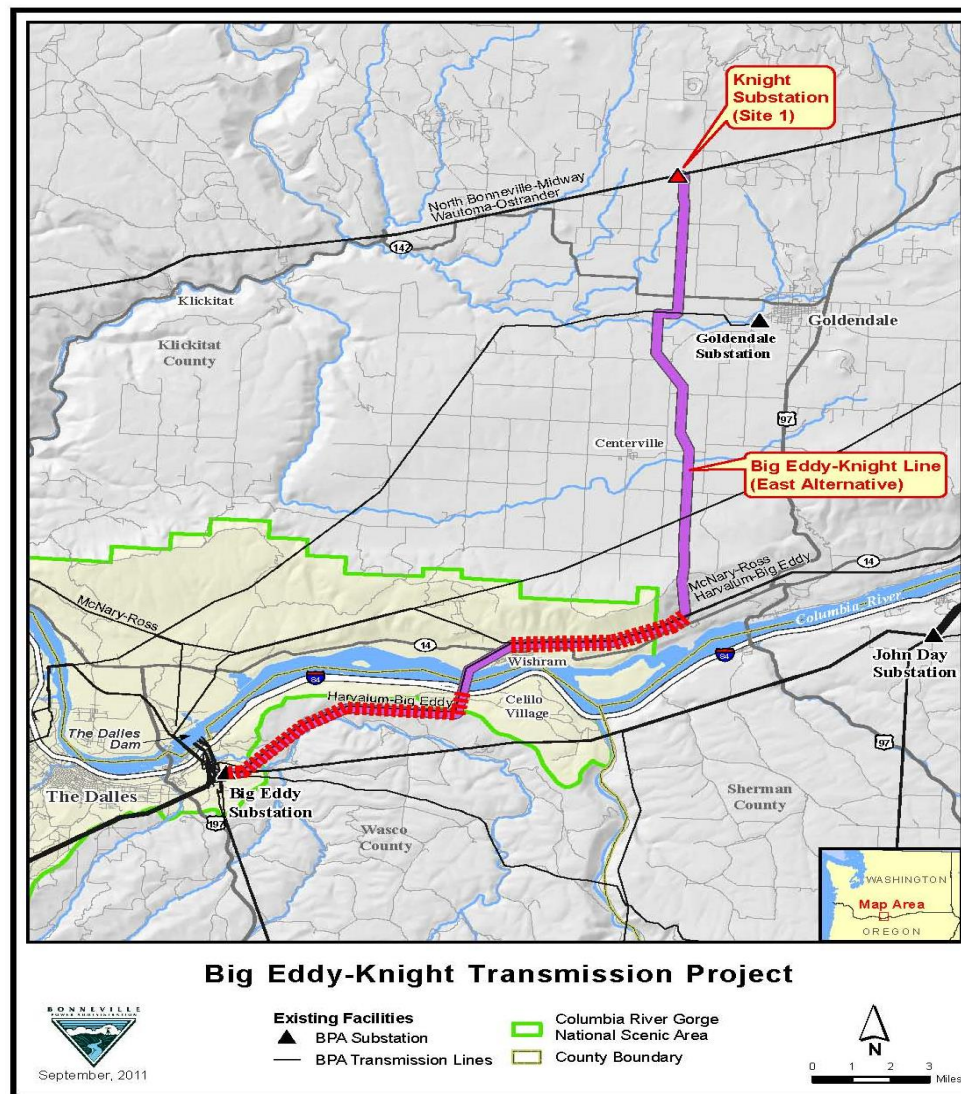 Knight
Substation
(Site 1)
North Bonneville-Midway
Wautoma-Ostrander
142
Klickitat
Klickitat
County
Goldendale
Goldendale
Substation
97
Centerville
Big Eddy-Knight Line
(East Alternative)
McNary-Ross
Harvalum-Big Eddy
14
McNary-Ross
Columbia River
14
Wishram
84
John Day
Substation
84
Harvalum-Big Eddy
Celilo
Village
The Dalles
Dam
97
The Dalles
Big Eddy
Substation
197
Sherman
County
Wasco
County
WASHINGTON
Map Area
OREGON
Big Eddy-Knight Transmission Project
BONNEVILLE
POWER ADMINISTRATION
September, 2011
Existing Facilities
BPA Substation
BPA Transmission Lines
Columbia River Gorge
National Scenic Area
County Boundary
N
0 1 2 3
Miles